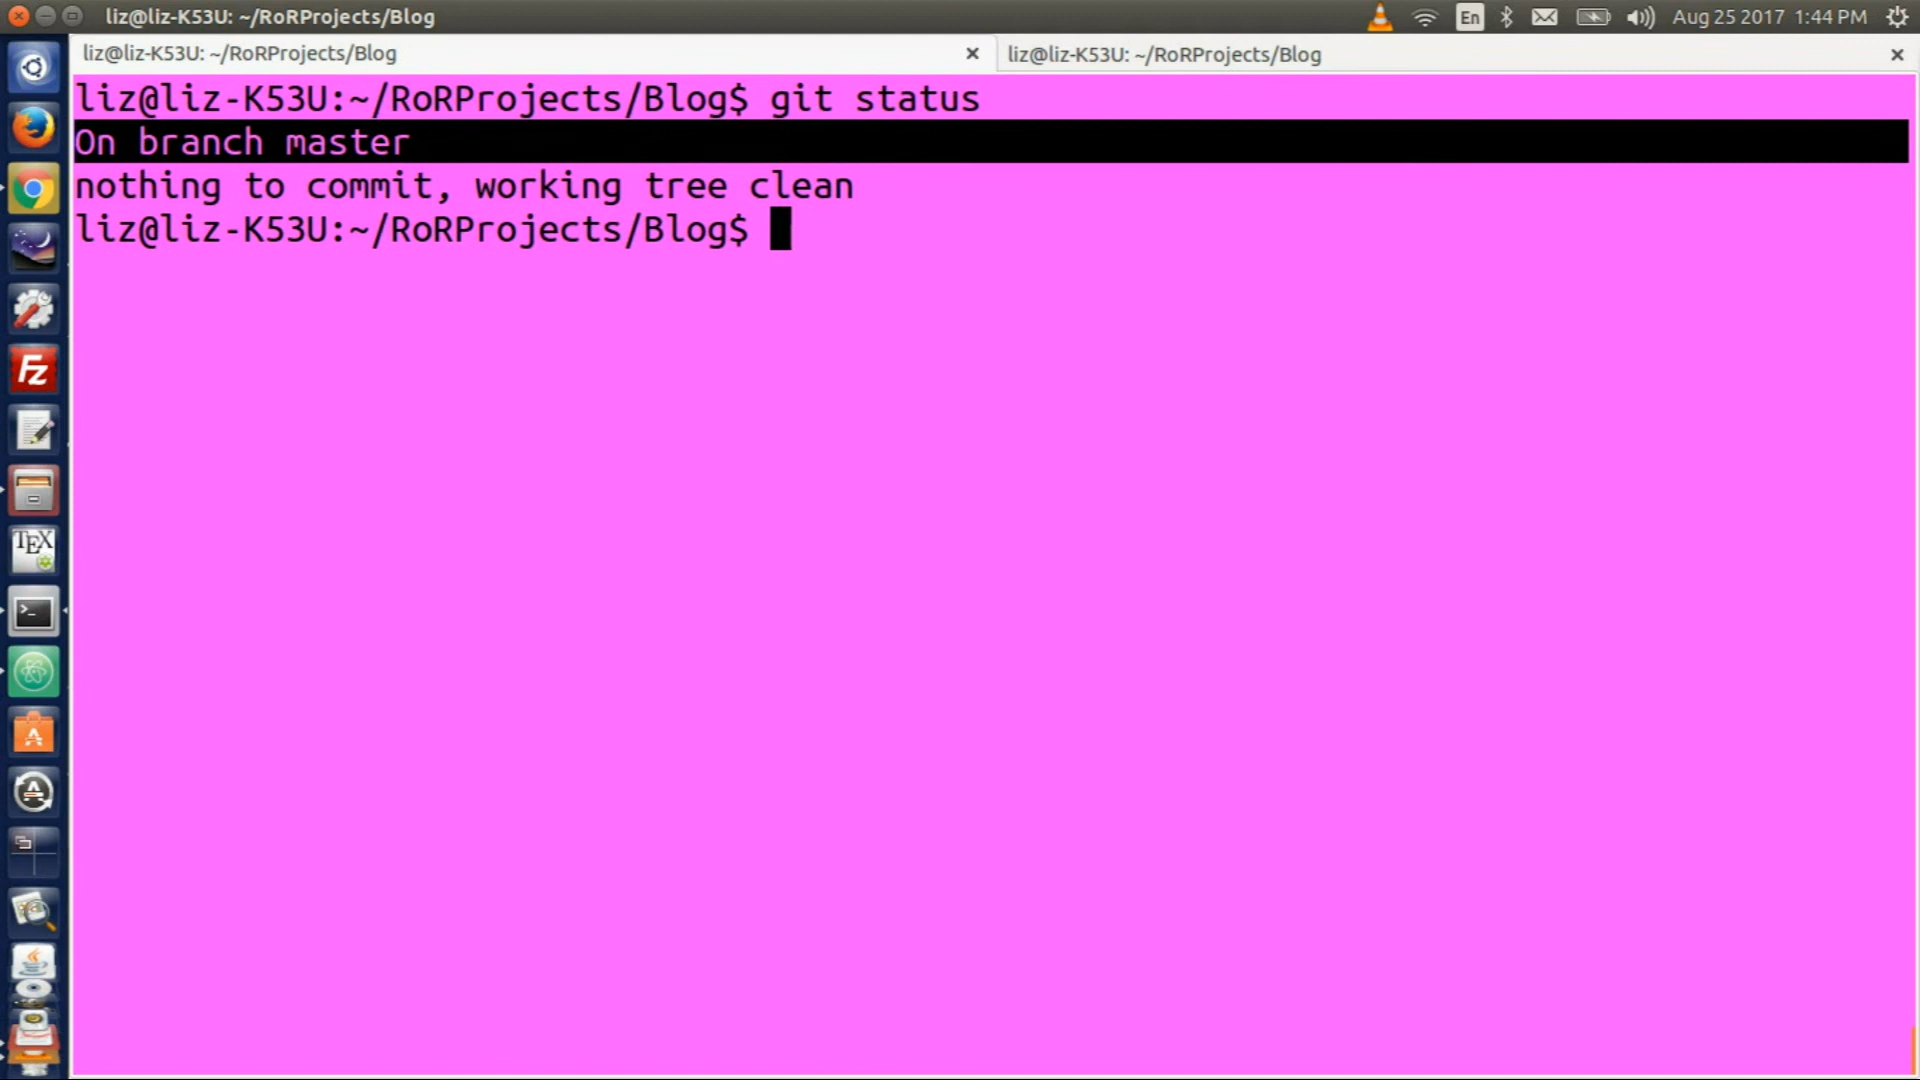 liz@liz-K53U: ~/RoRProjects/Blog
En
Aug 25 2017 1:44 PM
liz@liz-K53U: ~/RoRProjects/Blog
liz@liz-K53U: ~/RoRProjects/Blog
liz@liz-K53U:~/RoRProjects/Blog$ git status
On branch master
nothing to commit, working tree clean
liz@liz-K53U:~/RoRProjects/Blog$
Fz
TEX